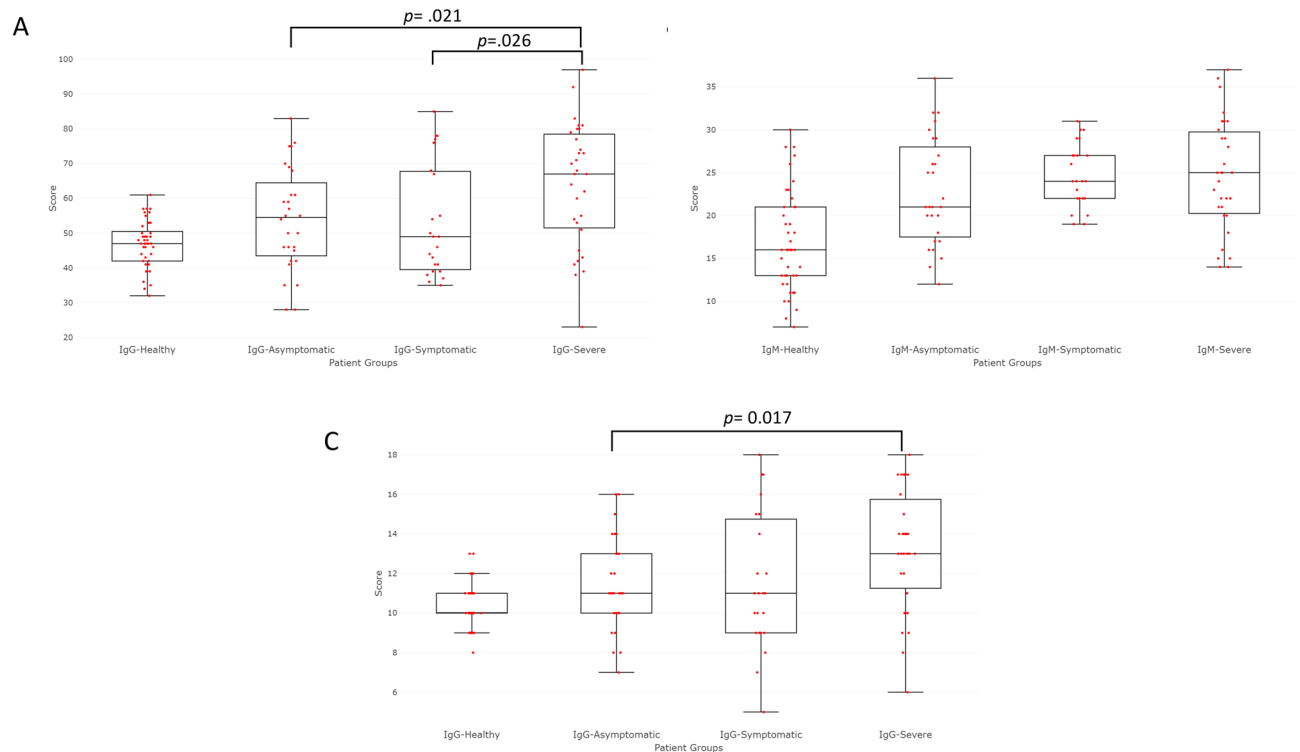 A
p= .021
p=.026
100
90
80
70
60
50
40
30
20
Score
IgG-Healthy
IgG-Asymptomatic
IgG-Symptomatic
IgG-Severe
Patient Groups
35
30
25
20
15
10
Score
IgM-Healthy
IgM-Asymptomatic
IgM-Symptomatic
IgM-Severe
Patient Groups
C
p= 0.017
18
16
14
12
10
8
6
Score
IgG-Healthy
IgG-Asymptomatic
IgG-Symptomatic
IgG-Severe
Patient Groups